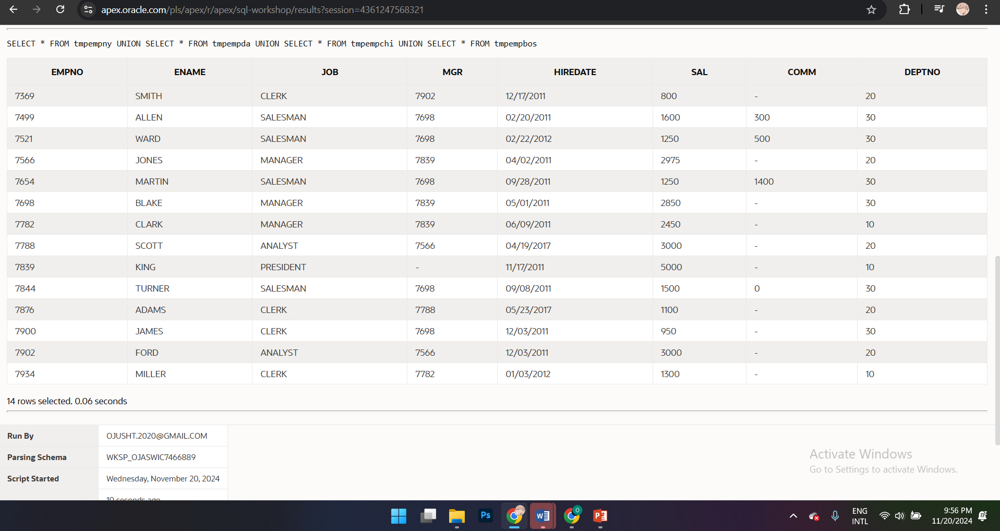 apex.oracle.com/pls/apex/r/apex/sql-workshop/results?session=4361247568321
SELECT * FROM tmpempny UNION SELECT * FROM tmpempda UNION SELECT * FROM tmpempchi UNION SELECT * FROM tmpempbos
EMPNO ENAME JOB MGR HIREDATE SAL COMM DEPTNO
7369 SMITH CLERK 7902 12/17/2011 800 - 20
7499 ALLEN SALESMAN 7698 02/20/2011 1600 300 30
7521 WARD SALESMAN 7698 02/22/2012 1250 500 30
7566 JONES MANAGER 7839 04/02/2011 2975 - 20
7654 MARTIN SALESMAN 7698 09/28/2011 1250 1400 30
7698 BLAKE MANAGER 7839 05/01/2011 2850 - 30
7782 CLARK MANAGER 7839 06/09/2011 2450 - 10
7788 SCOTT ANALYST 7566 04/19/2017 3000 - 20
7839 KING PRESIDENT - 11/17/2011 5000 - 10
7844 TURNER SALESMAN 7698 09/08/2011 1500 0 30
7876 ADAMS CLERK 7788 05/23/2017 1100 - 20
7900 JAMES CLERK 7698 12/03/2011 950 - 30
7902 FORD ANALYST 7566 12/03/2011 3000 - 20
7934 MILLER CLERK 7782 01/03/2012 1300 - 10
14 rows selected. 0.06 seconds
Run By OJUSHT.2020@GMAIL.COM
Parsing Schema WKSP_OJASWIC7466889
Script Started Wednesday, November 20, 2024
10 seconds ago
Activate Windows
Go to Settings to activate Windows.
Ps
W
0
P
ENG
INTL
9:56 PM
11/20/2024